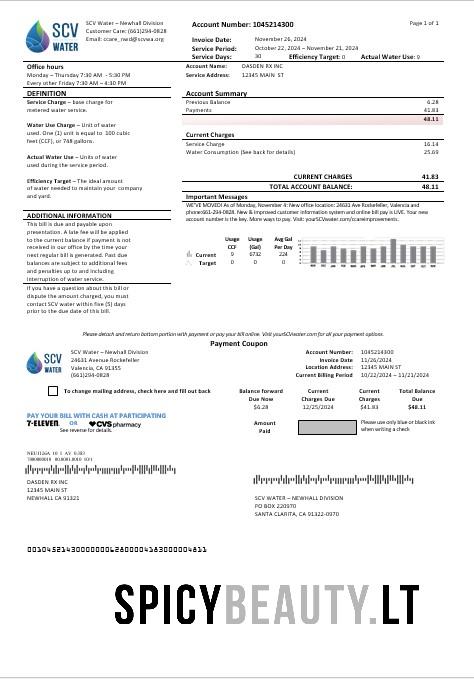 SCV
WATER
SCV Water – Newhall Division
Customer Care: (661)294-0828
Email: ccare_nwd@scvwa.org
Account Number: 1045214300
Page 1 of 1
Invoice Date: November 26, 2024
Service Period: October 22, 2024 – November 21, 2024
Service Days: 30 Efficiency Target: 0 Actual Water Use: 9
Office hours
Monday – Thursday 7:30 AM - 5:30 PM
Every other Friday 7:30 AM – 4:30 PM
Account Name: DASDEN RX INC
Service Address: 12345 MAIN ST
DEFINITION
Service Charge – base charge for
metered water service.
Water Use Charge – Unit of water
used. One (1) unit is equal to 100 cubic
feet (CCF), or 748 gallons.
Actual Water Use – Units of water
used during the service period.
Efficiency Target – The ideal amount
of water needed to maintain your company
and yard.
ADDITIONAL INFORMATION
This bill is due and payable upon
presentation. A late fee will be applied
to the current balance if payment is not
received in our office by the time your
next regular bill is generated. Past due
balances are subject to additional fees
and penalties up to and including
interruption of water service.
If you have a question about this bill or
dispute the amount charged, you must
contact SCV water within five (5) days
prior to the due date of this bill.
Account Summary
Previous Balance 6.28
Payments 41.83
48.11
Current Charges
Service Charge 16.14
Water Consumption (See back for details) 25.69
CURRENT CHARGES 41.83
TOTAL ACCOUNT BALANCE: 48.11
Important Messages
WE'VE MOVED! As of Monday, November 4: New office location: 24631 Ave Rockefeller, Valencia and
phone:661-294-0828. New & improved customer information system and online bill pay is LIVE. Your new
account number is the key. More ways to pay. Visit: yourSCVwater.com/ccareimprovements.
Usage Usage Avg Gal
CCF (Gal) Per Day
Current 9 6732 224
Target 0 0 0
Please detach and return bottom portion with payment or pay your bill online. Visit yourSCVwater.com for all your payment options.
Payment Coupon
SCV
WATER
SCV Water – Newhall Division
24631 Avenue Rockefeller
Valencia, CA 91355
(661)294-0828
Account Number: 1045214300
Invoice Date 11/26/2024
Location Address: 12345 MAIN ST
Current Billing Period: 10/22/2024 – 11/21/2024
To change mailing address, check here and fill out back
Balance forward Current Current Total Balance
Due Now Charges Due Charges Due
$6.28 12/25/2024 $41.83 $48.11
PAY YOUR BILL WITH CASH AT PARTICIPATING
7-ELEVEN. OR CVS pharmacy
See reverse for details.
Amount
Paid
Please use only blue or black ink
when writing a check
DASDEN RX INC
12345 MAIN ST
NEWHALL CA 91321
SCV WATER – NEWHALL DIVISION
PO BOX 220970
SANTA CLARITA, CA 91322-0970
SPICYBEAUTY.LT